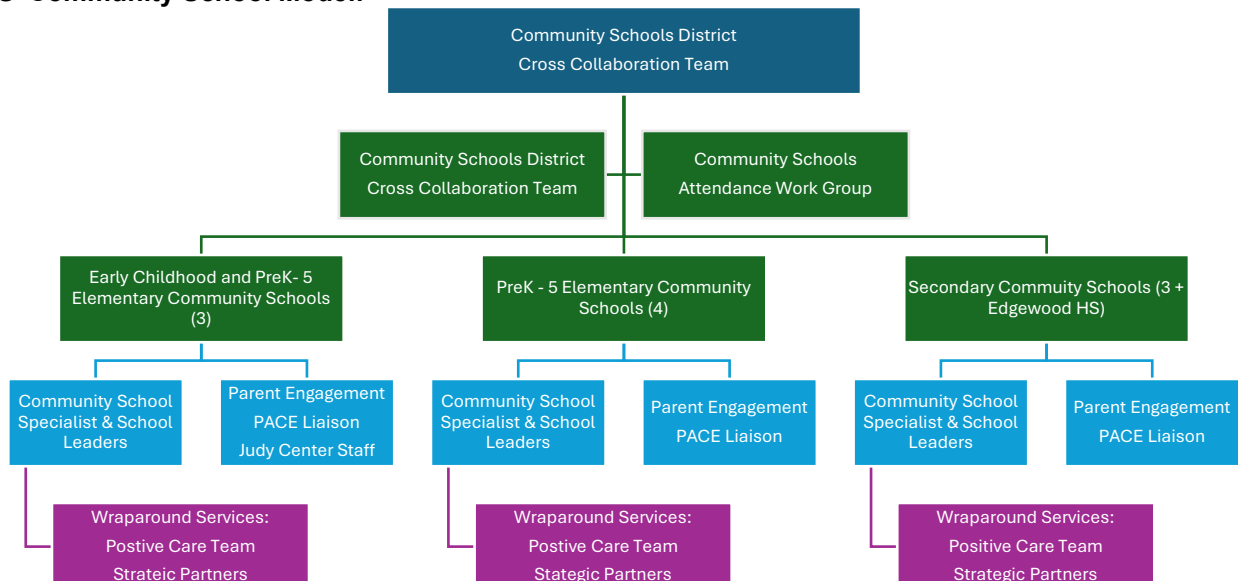 Community School Model:
Community Schools District
Cross Collaboration Team
Community Schools District
Cross Collaboration Team
Community Schools
Attendance Work Group
Early Childhood and PreK- 5
Elementary Community Schools
(3)
PreK - 5 Elementary Community
Schools (4)
Secondary Commuity Schools (3 +
Edgewood HS)
Community School
Specialist & School
Leaders
Parent Engagement
PACE Liaison
Judy Center Staff
Community School
Specialist & School
Leaders
Parent Engagement
PACE Liaison
Community School
Specialist & School
Leaders
Parent Engagement
PACE Liaison
Wraparound Services:
Postive Care Team
Strateic Partners
Wraparound Services:
Positive Care Team
Stategic Partners
Wraparound Services:
Positive Care Team
Strategic Partners